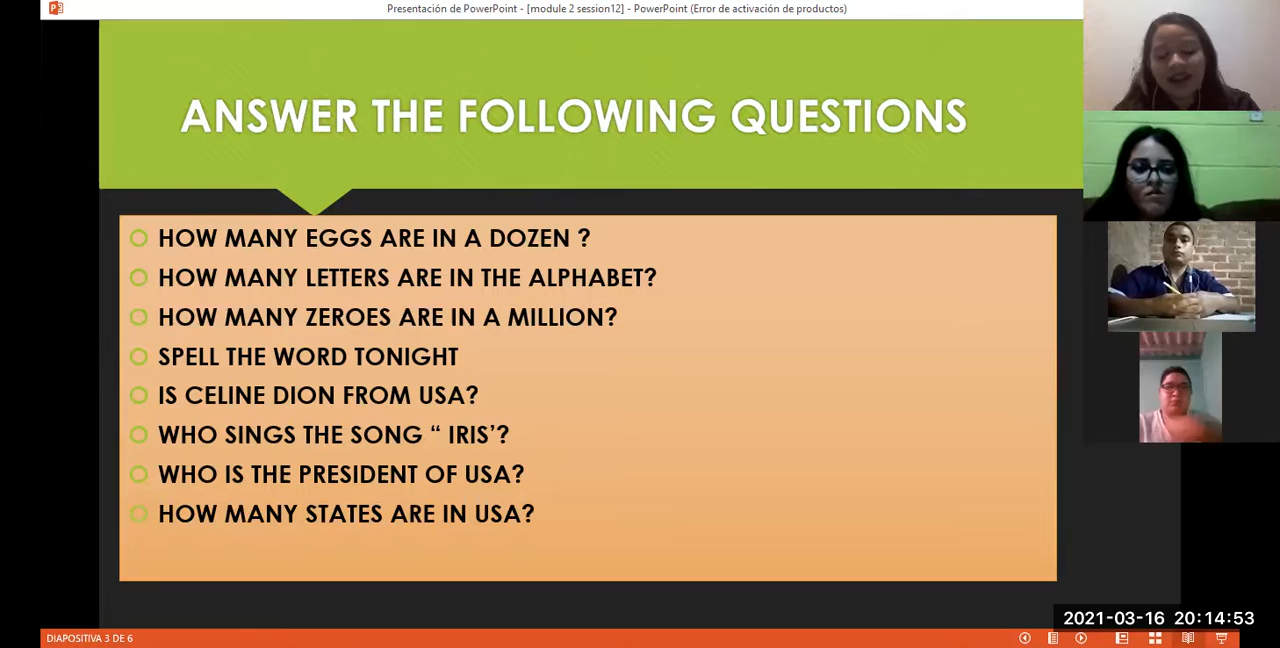 Presentación de PowerPoint - [module 2 session12] - PowerPoint (Error de activación de productos)
ANSWER THE FOLLOWING QUESTIONS
HOW MANY EGGS ARE IN A DOZEN ?
HOW MANY LETTERS ARE IN THE ALPHABET?
HOW MANY ZEROES ARE IN A MILLION?
SPELL THE WORD TONIGHT
IS CELINE DION FROM USA?
WHO SINGS THE SONG “ IRIS’?
WHO IS THE PRESIDENT OF USA?
HOW MANY STATES ARE IN USA?
2021-03-16 20:14:53
DIAPOSITIVA 3 DE 6